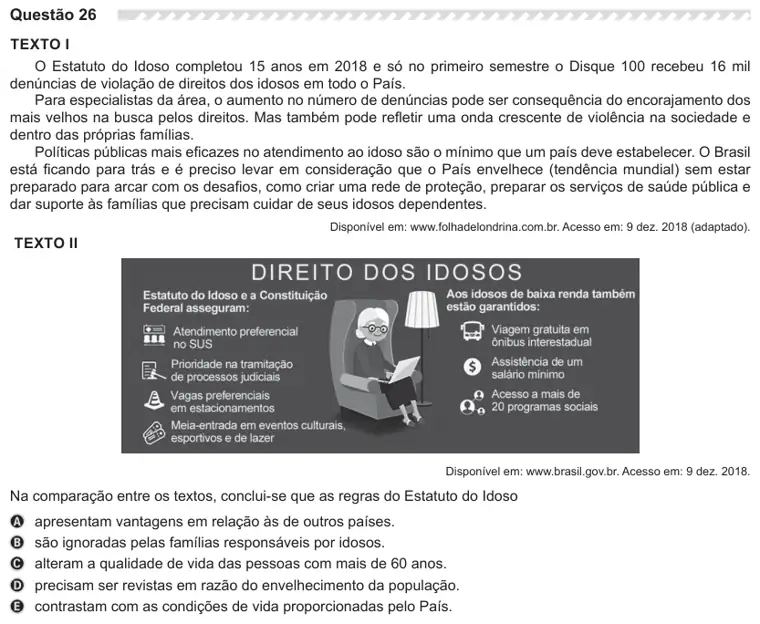 Questão 26
TEXTO I
O Estatuto do Idoso completou 15 anos em 2018 e só no primeiro semestre o Disque 100 recebeu 16 mil
denúncias de violação de direitos dos idosos em todo o País.
Para especialistas da área, o aumento no número de denúncias pode ser consequência do encorajamento dos
mais velhos na busca pelos direitos. Mas também pode refletir uma onda crescente de violência na sociedade e
dentro das próprias famílias.
Políticas públicas mais eficazes no atendimento ao idoso são o mínimo que um país deve estabelecer. O Brasil
está ficando para trás e é preciso levar em consideração que o País envelhece (tendência mundial) sem estar
preparado para arcar com os desafios, como criar uma rede de proteção, preparar os serviços de saúde pública e
dar suporte às famílias que precisam cuidar de seus idosos dependentes.
Disponível em: www.folhadelondrina.com.br. Acesso em: 9 dez. 2018 (adaptado).
TEXTO II
DIREITO DOS IDOSOS
Estatuto do Idoso e a Constituição
Federal asseguram:
Atendimento preferencial
no SUS
Prioridade na tramitação
de processos judiciais
Vagas preferenciais
em estacionamentos
Meia-entrada em eventos culturais,
esportivos e de lazer
Aos idosos de baixa renda também
estão garantidos:
Viagem gratuita em
ônibus interestadual
$ Assistência de um
salário mínimo
Acesso a mais de
20 programas sociais
Disponível em: www.brasil.gov.br. Acesso em: 9 dez. 2018.
Na comparação entre os textos, conclui-se que as regras do Estatuto do Idoso
A apresentam vantagens em relação às de outros países.
B são ignoradas pelas famílias responsáveis por idosos.
C alteram a qualidade de vida das pessoas com mais de 60 anos.
D precisam ser revistas em razão do envelhecimento da população.
E contrastam com as condições de vida proporcionadas pelo País.